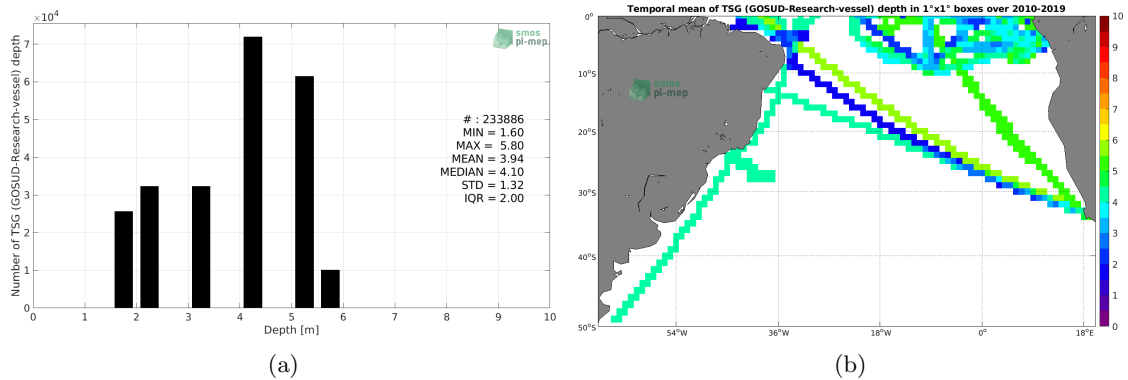 ×10⁴
7
6
5
4
3
2
1
0
Number of TSG (GOSUD-Research-vessel) depth
smos
pi-mep
# : 233886
MIN = 1.60
MAX = 5.80
MEAN = 3.94
MEDIAN = 4.10
STD = 1.32
IQR = 2.00
0 1 2 3 4 5 6 7 8 9 10
Depth [m]
(a)
Temporal mean of TSG (GOSUD-Research-vessel) depth in 1°x1° boxes over 2010-2019
0°
10°S
20°S
30°S
40°S
50°S
smos
pi-mep
54°W 36°W 18°W 0° 18°E
10
9
8
7
6
5
4
3
2
1
0
(b)